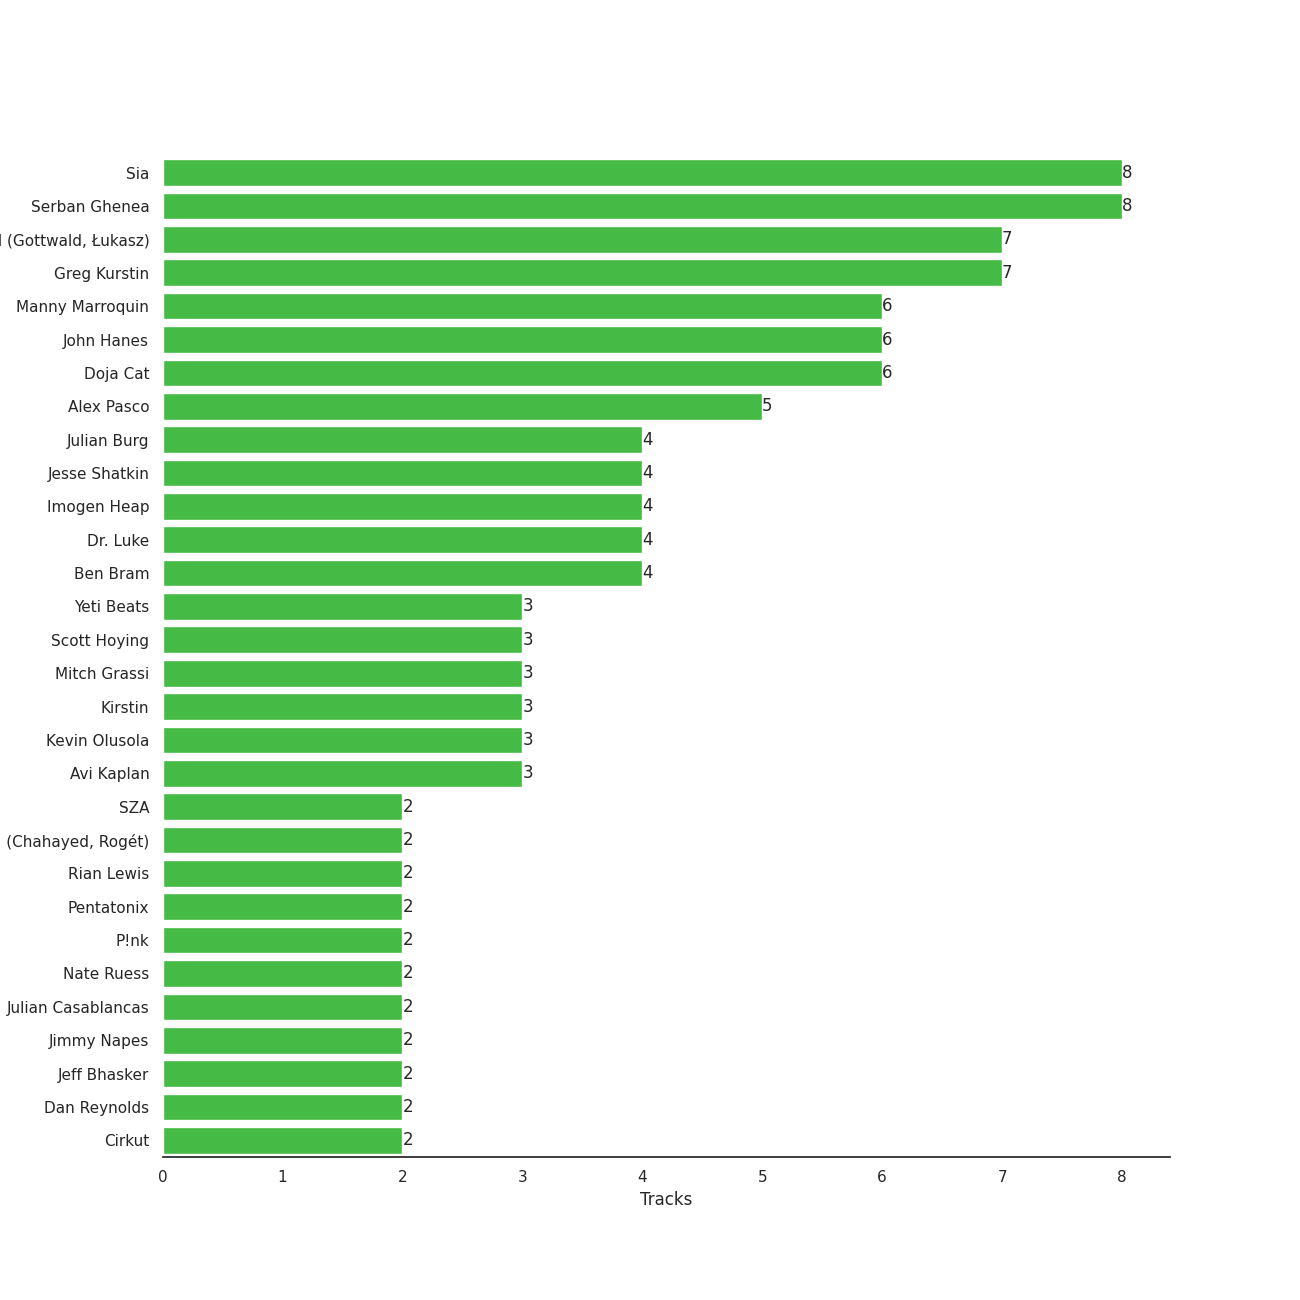 Sia 8
Serban Ghenea 8
(Gottwald, Łukasz) 7
Greg Kurstin 7
Manny Marroquin 6
John Hanes 6
Doja Cat 6
Alex Pasco 5
Julian Burg 4
Jesse Shatkin 4
Imogen Heap 4
Dr. Luke 4
Ben Bram 4
Yeti Beats 3
Scott Hoying 3
Mitch Grassi 3
Kirstin 3
Kevin Olusola 3
Avi Kaplan 3
SZA 2
(Chahayed, Rogét) 2
Rian Lewis 2
Pentatonix 2
P!nk 2
Nate Ruess 2
Julian Casablancas 2
Jimmy Napes 2
Jeff Bhasker 2
Dan Reynolds 2
Cirkut 2
0 1 2 3 4 5 6 7 8
Tracks